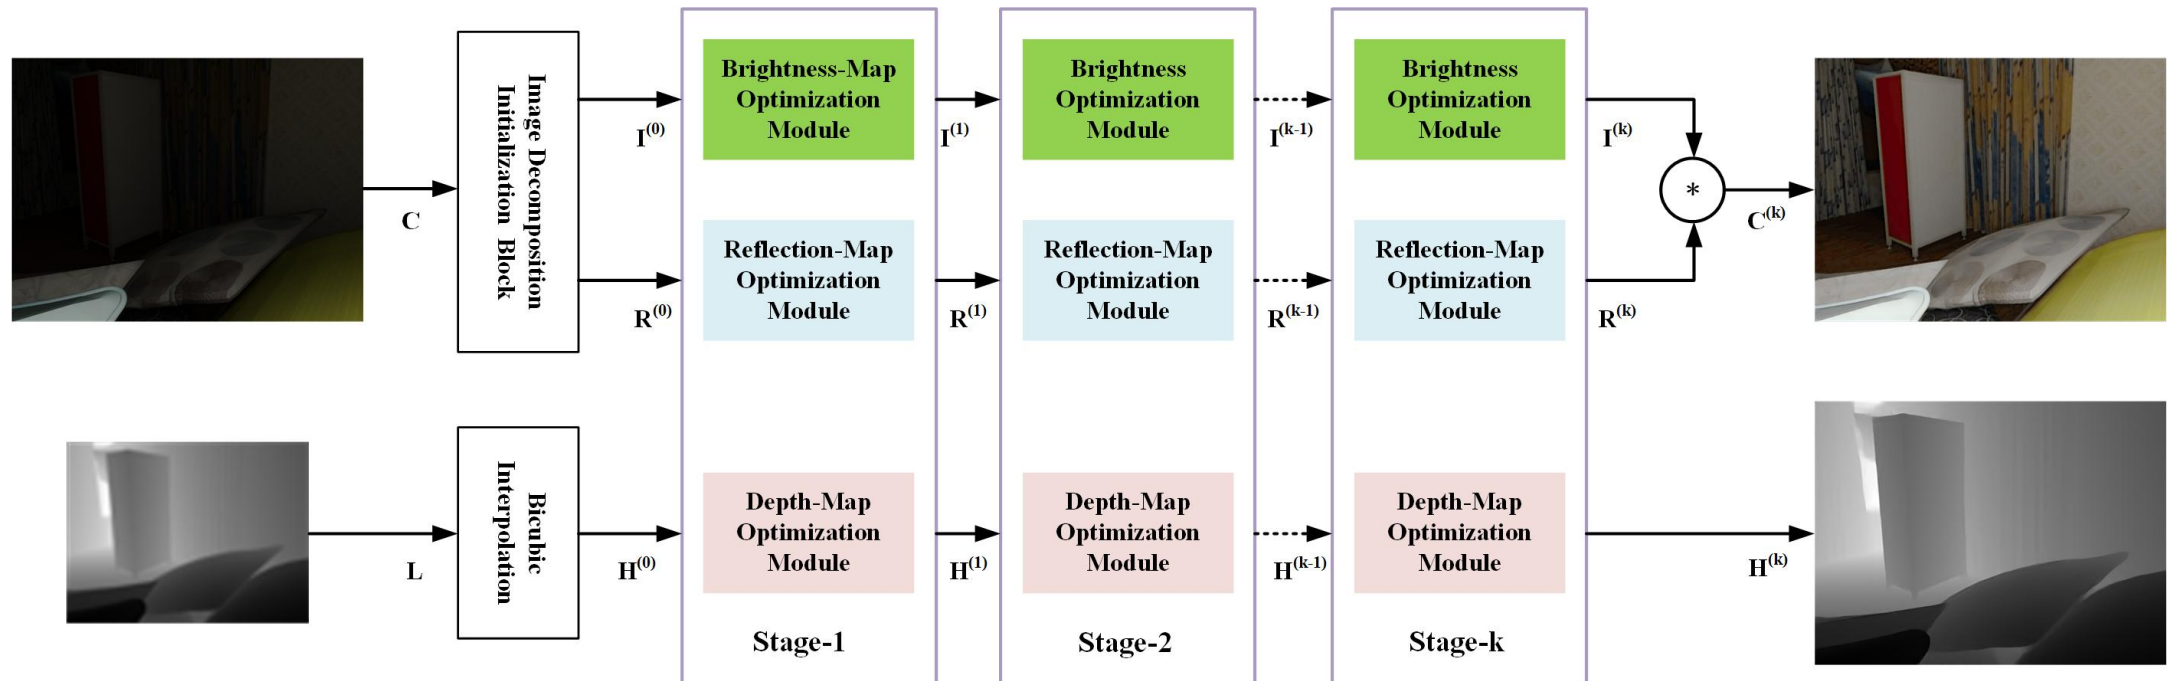 C
Image Decomposition
Initialization Block
I^(0)
R^(0)
Brightness-Map
Optimization
Module
I^(1)
Brightness
Optimization
Module
I^(k-1)
Brightness
Optimization
Module
I^(k)
Reflection-Map
Optimization
Module
R^(1)
Reflection-Map
Optimization
Module
R^(k-1)
Reflection-Map
Optimization
Module
R^(k)
*
C^(k)
L
Bicubic
Interpolation
H^(0)
Depth-Map
Optimization
Module
H^(1)
Depth-Map
Optimization
Module
H^(k-1)
Depth-Map
Optimization
Module
H^(k)
Stage-1
Stage-2
Stage-k